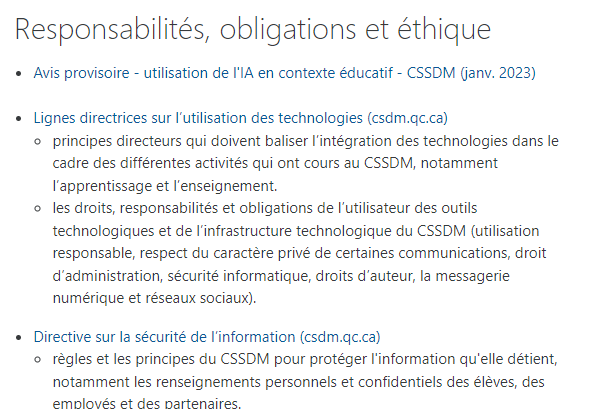 Responsabilités, obligations et éthique
• Avis provisoire - utilisation de l'IA en contexte éducatif - CSSDM (janv. 2023)
• Lignes directrices sur l’utilisation des technologies (csdm.qc.ca)
○ principes directeurs qui doivent baliser l’intégration des technologies dans le
cadre des différentes activités qui ont cours au CSSDM, notamment
l’apprentissage et l’enseignement.
○ les droits, responsabilités et obligations de l’utilisateur des outils
technologiques et de l’infrastructure technologique du CSSDM (utilisation
responsable, respect du caractère privé de certaines communications, droit
d’administration, sécurité informatique, droits d’auteur, la messagerie
numérique et réseaux sociaux).
• Directive sur la sécurité de l’information (csdm.qc.ca)
○ règles et les principes du CSSDM pour protéger l'information qu'elle détient,
notamment les renseignements personnels et confidentiels des élèves, des
employés et des partenaires.